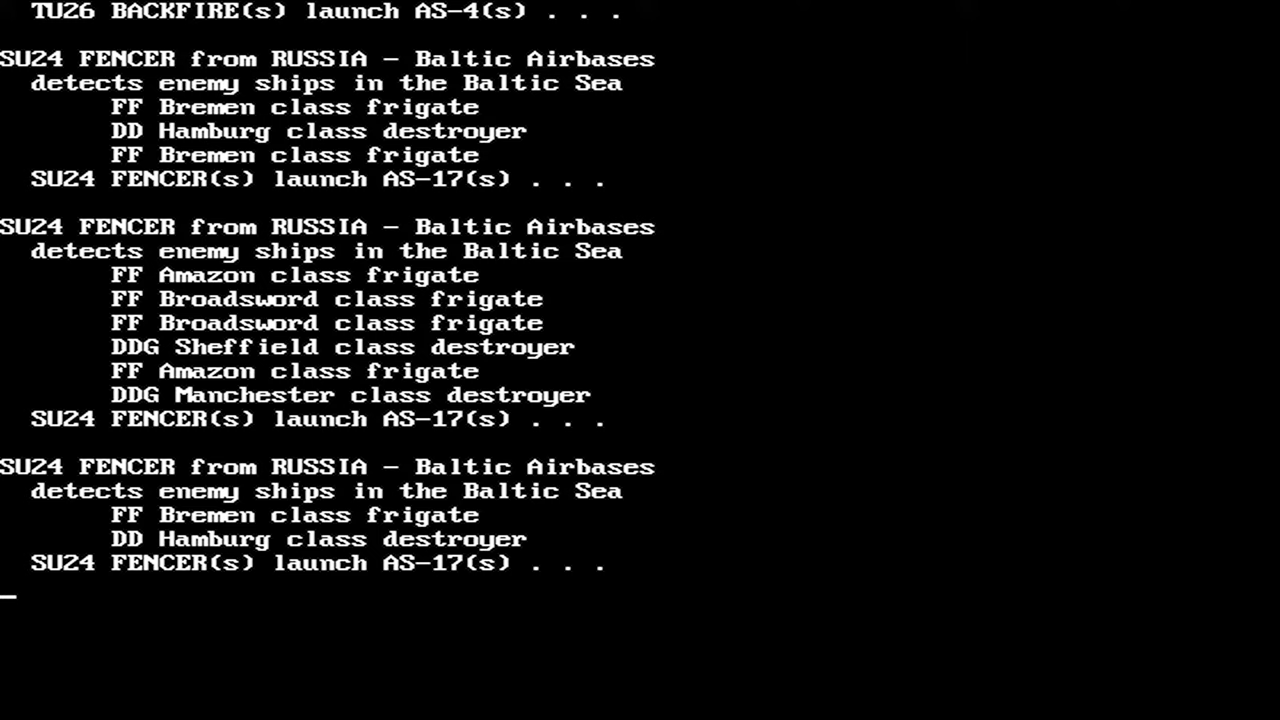 TU26 BACKFIRE(s) launch AS-4(s) . . .
SU24 FENCER from RUSSIA - Baltic Airbases
detects enemy ships in the Baltic Sea
FF Bremen class frigate
DD Hamburg class destroyer
FF Bremen class frigate
SU24 FENCER(s) launch AS-17(s) . . .
SU24 FENCER from RUSSIA - Baltic Airbases
detects enemy ships in the Baltic Sea
FF Amazon class frigate
FF Broadsword class frigate
FF Broadsword class frigate
DDG Sheffield class destroyer
FF Amazon class frigate
DDG Manchester class destroyer
SU24 FENCER(s) launch AS-17(s) . . .
SU24 FENCER from RUSSIA - Baltic Airbases
detects enemy ships in the Baltic Sea
FF Bremen class frigate
DD Hamburg class destroyer
SU24 FENCER(s) launch AS-17(s) . . .